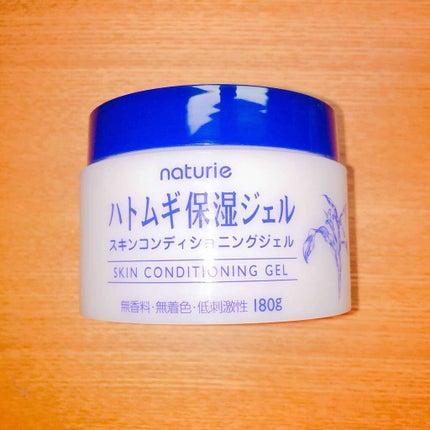 naturie
ハトムギ保湿ジェル
スキンコンディショニングジェル
SKIN CONDITIONING GEL
無香料・無着色・低刺激性 180g